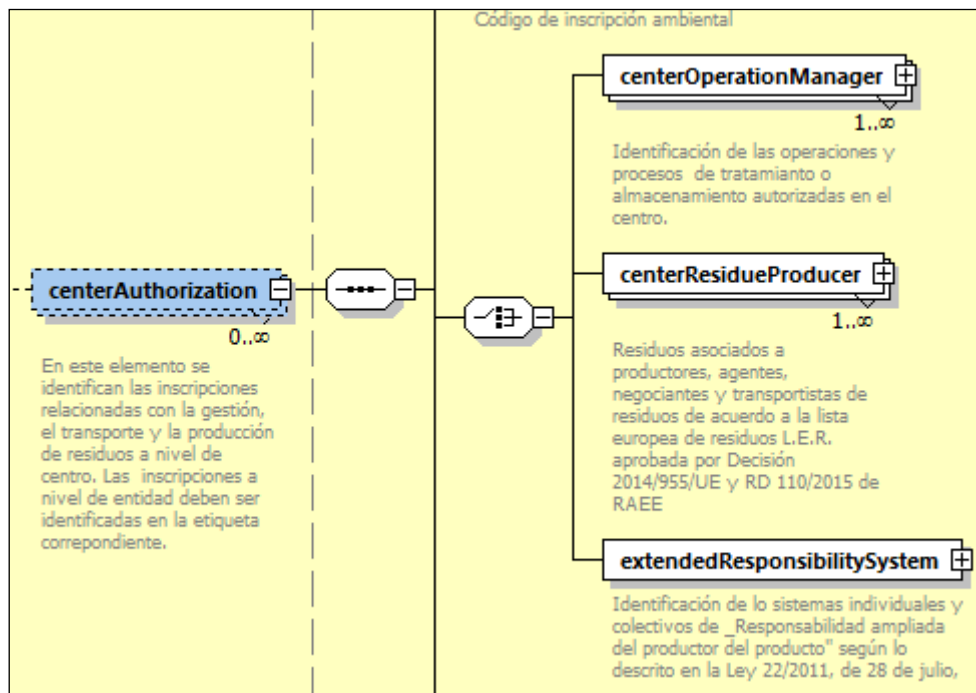 Código de inscripción ambiental
centerOperationManager
1..∞
Identificación de las operaciones y
procesos de tratamianto o
almacenamiento autorizadas en el
centro.
centerAuthorization
0..∞
En este elemento se
identifican las inscripciones
relacionadas con la gestión,
el transporte y la producción
de residuos a nivel de
centro. Las inscripciones a
nivel de entidad deben ser
identificadas en la etiqueta
correpondiente.
centerResidueProducer
1..∞
Residuos asociados a
productores, agentes,
negociantes y transportistas de
residuos de acuerdo a la lista
europea de residuos L.E.R.
aprobada por Decisión
2014/955/UE y RD 110/2015 de
RAEE
extendedResponsibilitySystem
Identificación de lo sistemas individuales y
colectivos de _Responsabilidad ampliada
del productor del producto" según lo
descrito en la Ley 22/2011, de 28 de julio,